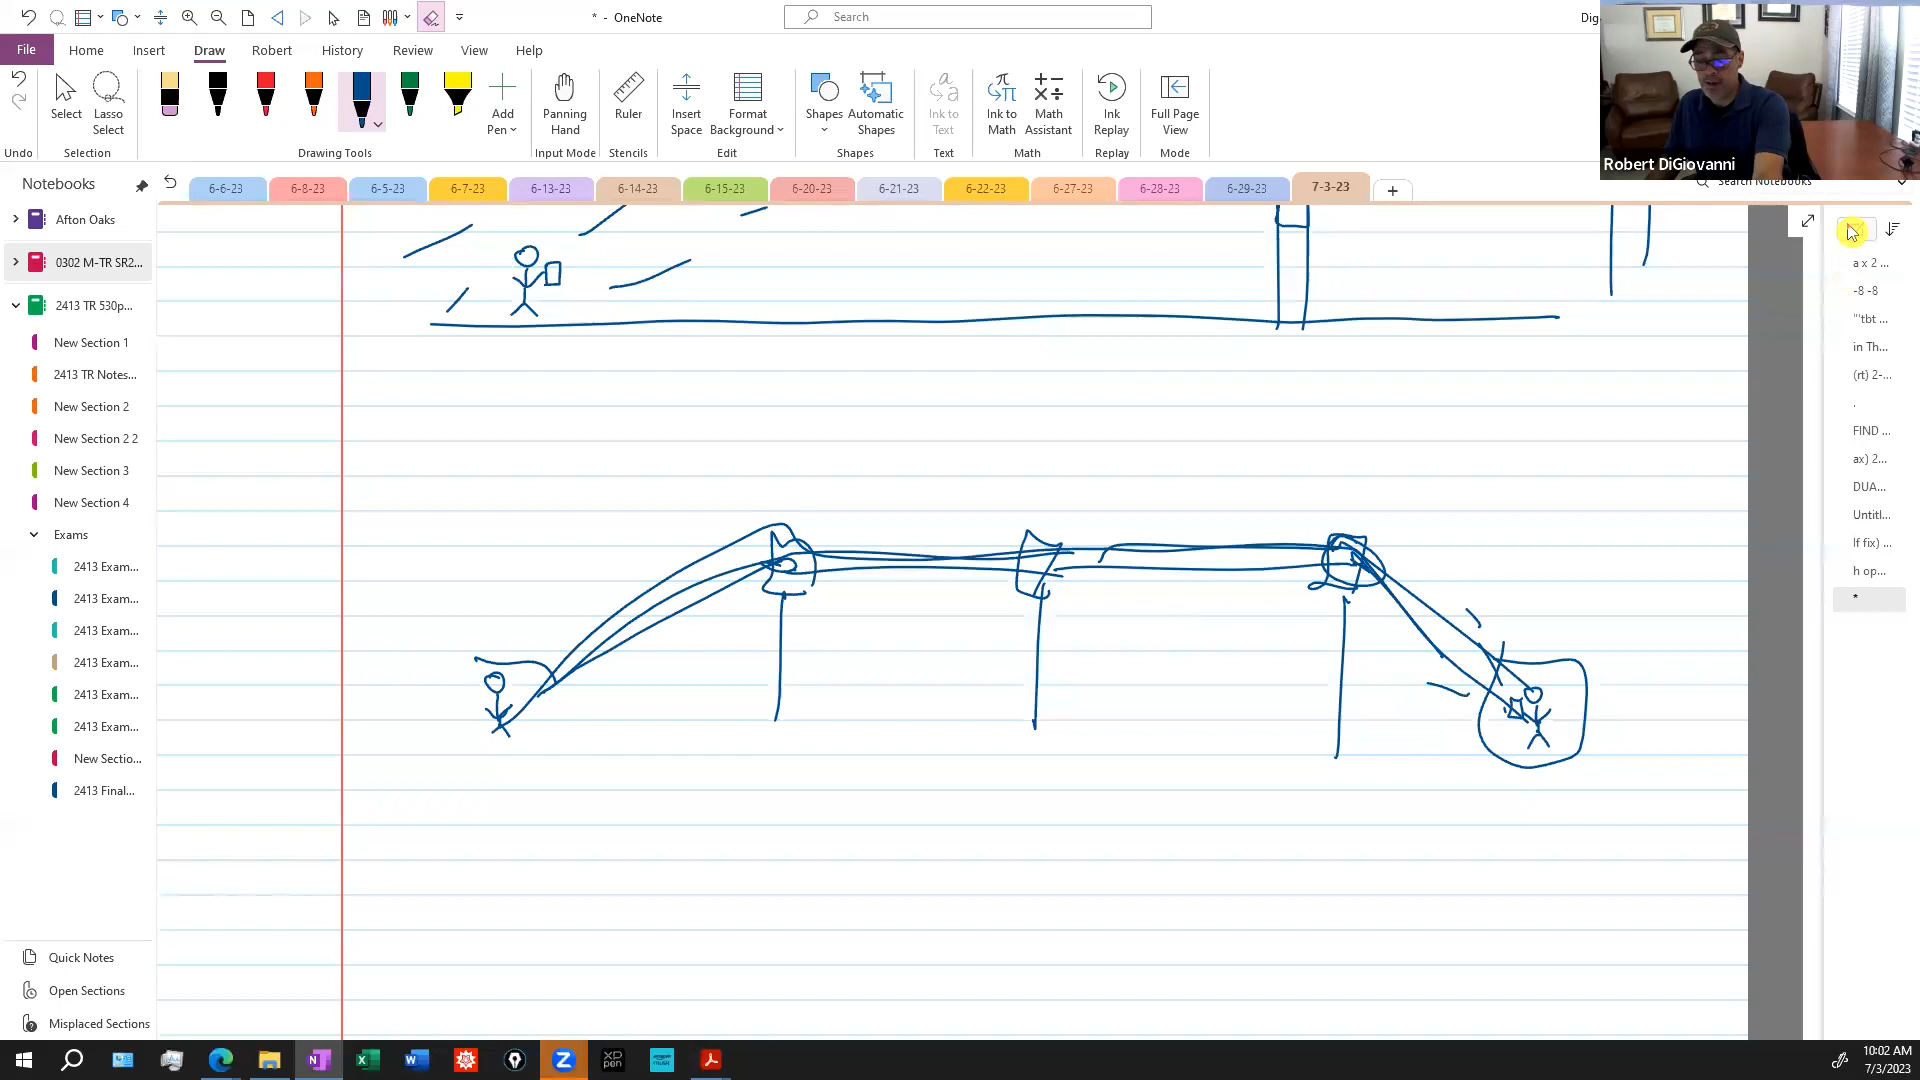 * - OneNote
Search
Dig
File
Home
Insert
Draw
Robert
History
Review
View
Help
Undo
Select
Lasso
Select
Selection
Drawing Tools
Add
Pen
Panning
Hand
Input Mode
Ruler
Stencils
Insert
Space
Format
Background
Edit
Shapes
Automatic
Shapes
Shapes
Ink to
Text
Text
Ink to
Math
Math
Assistant
Math
Ink
Replay
Replay
Full Page
View
Mode
Robert DiGiovanni
Notebooks
6-6-23
6-8-23
6-5-23
6-7-23
6-13-23
6-14-23
6-15-23
6-20-23
6-21-23
6-22-23
6-27-23
6-28-23
6-29-23
7-3-23
Search Notebooks
Afton Oaks
0302 M-TR SR2...
2413 TR 530p...
New Section 1
2413 TR Notes...
New Section 2
New Section 2 2
New Section 3
New Section 4
Exams
2413 Exam...
2413 Exam...
2413 Exam...
2413 Exam...
2413 Exam...
2413 Exam...
New Sectio...
2413 Final...
Quick Notes
Open Sections
Misplaced Sections
a x 2 ...
-8 -8
"'tbt ...
in Th...
(rt) 2-...
.
FIND ...
ax) 2...
DUA...
Untitl...
If fix) ...
h op...
*
XP
pen
10:02 AM
7/3/2023